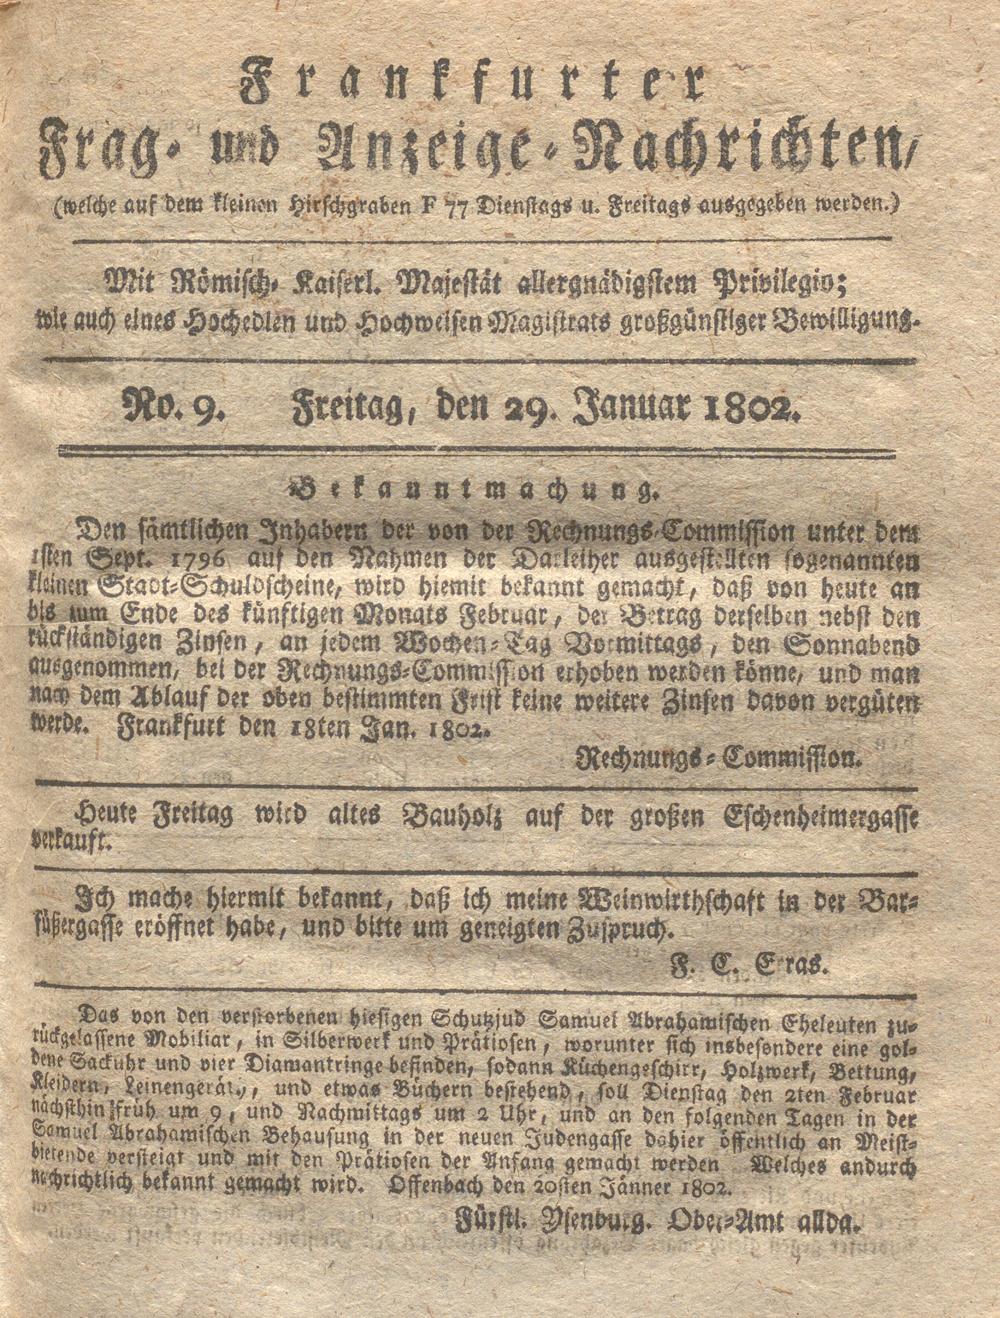 Frankfurter
Frag- und Anzeige-Nachrichten,
(welche auf dem kleinen Hirschgraben F 77 Dienstags u. Freitags ausgegeben werden.)
Mit Römisch- Kaiserl. Majestät allergnädigstem Privilegio;
wie auch eines Hochedlen und Hochweisen Magistrats großgünstiger Bewilligung.
No. 9. Freitag, den 29. Januar 1802.
Bekanntmachung.
Den sämtlichen Inhabern der von der Rechnungs-Commission unter dem
1sten Sept. 1796 auf den Nahmen der Darleiher ausgestellten sogenannten
kleinen Stadt-Schuldscheine, wird hiemit bekannt gemacht, daß von heute an
bis zum Ende des künftigen Monats Februar, der Betrag derselben nebst den
rückständigen Zinsen, an jedem Wochen-Tag Vormittags, den Sonnabend
ausgenommen, bei der Rechnungs-Commission erhoben werden könne, und man
nach dem Ablauf der oben bestimmten Frist keine weitere Zinsen davon vergüten
werde. Frankfurt den 18ten Jan. 1802.
Rechnungs-Commission.
Heute Freitag wird altes Bauholz auf der großen Eschenheimergasse
verkauft.
Ich mache hiermit bekannt, daß ich meine Weinwirthschaft in der Bar-
füßergasse eröffnet habe, und bitte um geneigten Zuspruch.
F. C.
Das von den verstorbenen hiesigen Schutzjud Samuel Abrahamischen Eheleuten zu-
rückgelassene Mobiliar, in Silberwerk und Prätiosen, worunter sich insbesondere eine gol-
dene Sackuhr und vier Diamantringe befinden, sodann Küchengeschirr, Holzwerk, Bettung,
Kleidern, Leinengerät, und etwas Büchern bestehend, soll Dienstag den 2ten Februar
nächsthin früh um 9, und Nachmittags um 2 Uhr, und an den folgenden Tagen in der
Samuel Abrahamischen Behausung in der neuen Judengasse dahier öffentlich an Meist-
bietende versteigt und mit den Prätiosen der Anfang gemacht werden Welches andurch
nachrichtlich bekannt gemacht wird. Offenbach den 20sten Jänner 1802.
Fürstl. Ysenburg. Ober-Amt allda.